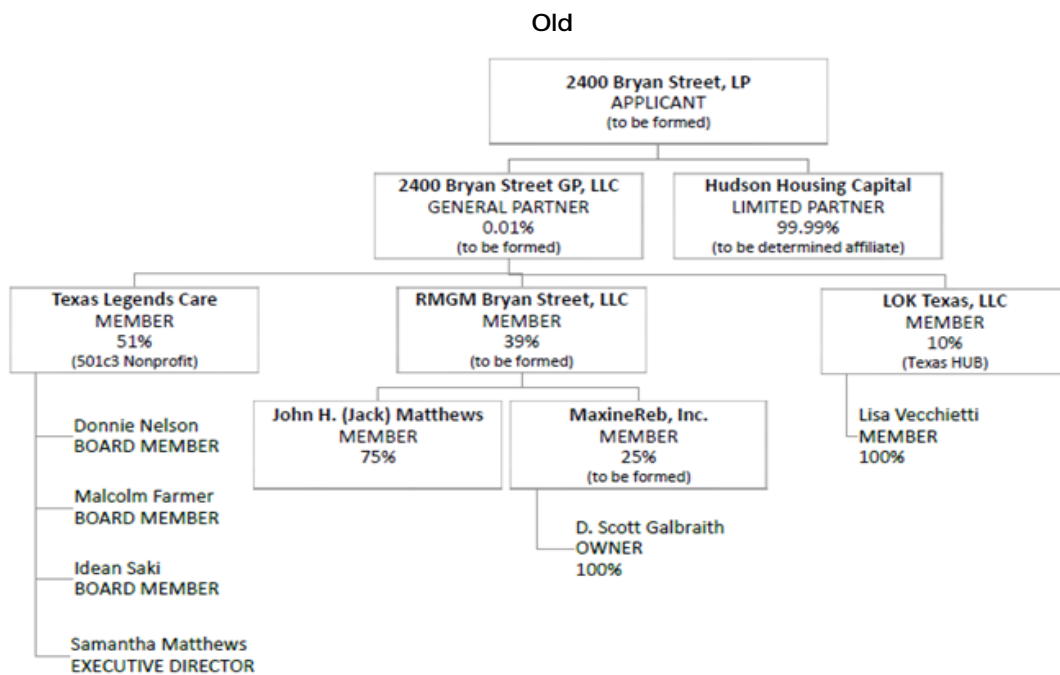 Old
2400 Bryan Street, LP
APPLICANT
(to be formed)
2400 Bryan Street GP, LLC
GENERAL PARTNER
0.01%
(to be formed)
Hudson Housing Capital
LIMITED PARTNER
99.99%
(to be determined affiliate)
Texas Legends Care
MEMBER
51%
(501c3 Nonprofit)
RMGM Bryan Street, LLC
MEMBER
39%
(to be formed)
LOK Texas, LLC
MEMBER
10%
(Texas HUB)
Donnie Nelson
BOARD MEMBER
Malcolm Farmer
BOARD MEMBER
Idean Saki
BOARD MEMBER
Samantha Matthews
EXECUTIVE DIRECTOR
John H. (Jack) Matthews
MEMBER
75%
MaxineReb, Inc.
MEMBER
25%
(to be formed)
D. Scott Galbraith
OWNER
100%
Lisa Vecchietti
MEMBER
100%